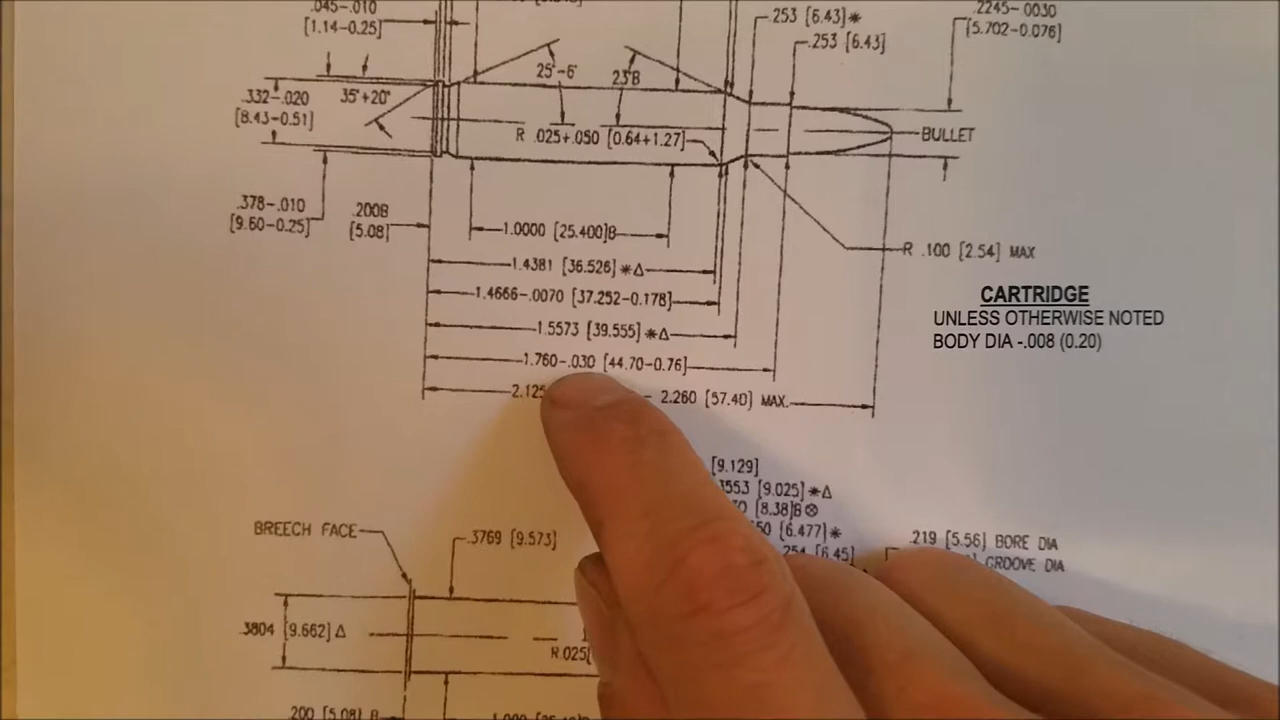 .045-.010
[1.14-0.25]
.253 [6.43]*
.253 [6.43]
.2245-.0030
[5.702-0.076]
25°-6'
23°B
35°+20°
.332-.020
[8.43-0.51]
R .025+.050 [0.64+1.27]
BULLET
.378-.010
[9.60-0.25]
.200B
[5.08]
1.0000 [25.400]B
R .100 [2.54] MAX
1.4381 [36.526]*Δ
1.4666-.0070 [37.252-0.178]
1.5573 [39.555]*Δ
1.760-.030 [44.70-0.76]
2.125
- 2.260 [57.40] MAX.
CARTRIDGE
UNLESS OTHERWISE NOTED
BODY DIA -.008 (0.20)
[9.129]
3553 [9.025]*Δ
[8.38]B⊗
50 [6.477]*
.254 [6.45]
BREECH FACE
.3769 [9.573]
.219 [5.56] BORE DIA
GROOVE DIA
.3804 [9.662]Δ
R.025[
.200 [5.08] B